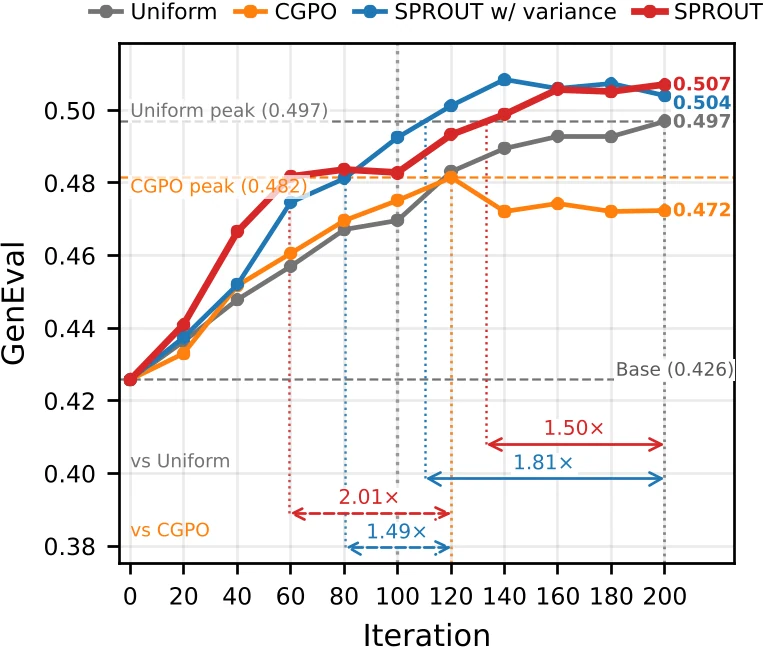 Uniform CGPO SPROUT w/ variance SPROUT
0.507
0.504
0.497
0.50
Uniform peak (0.497)
0.48
CGPO peak (0.482)
0.472
0.46
0.44
Base (0.426)
0.42
1.50×
vs Uniform
1.81×
0.40
2.01×
vs CGPO
1.49×
0.38
GenEval
0 20 40 60 80 100 120 140 160 180 200
Iteration